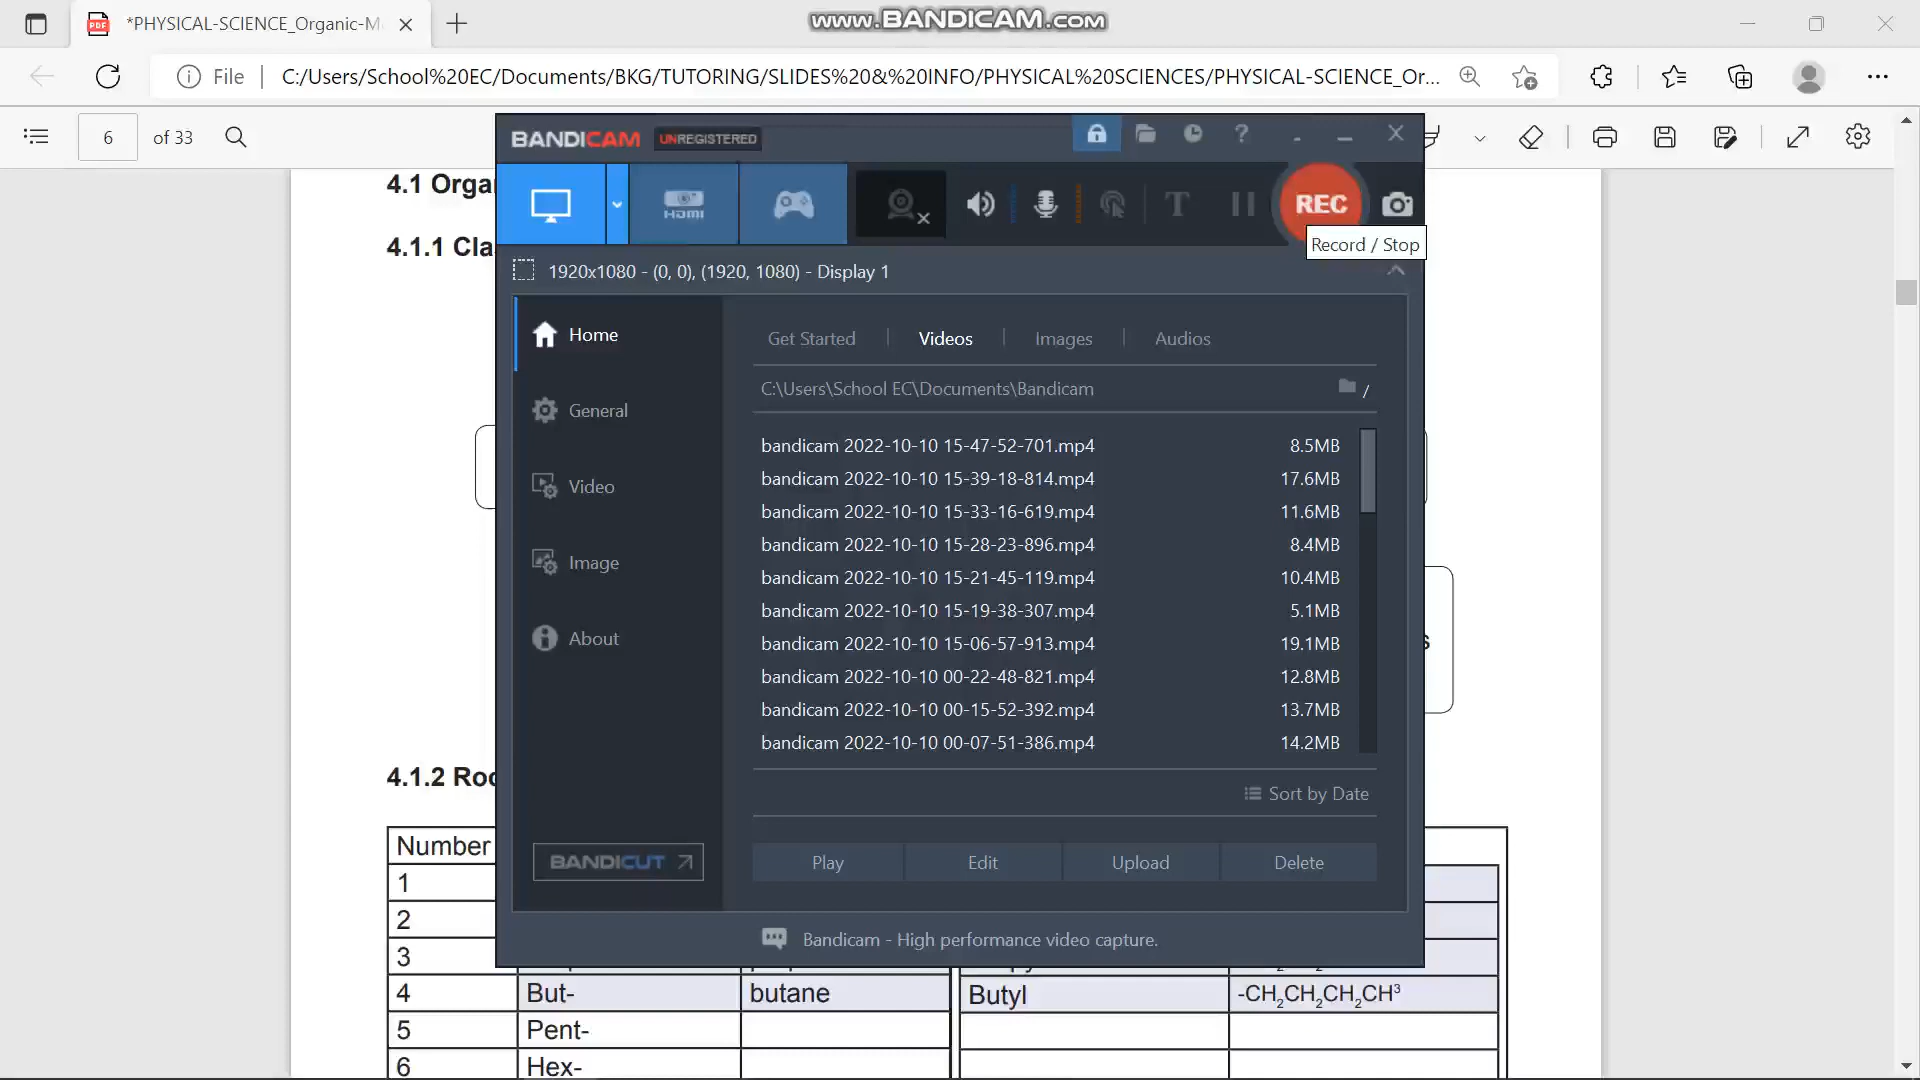 *PHYSICAL-SCIENCE_Organic-M
www.BANDICAM.com
File
C:/Users/School%20EC/Documents/BKG/TUTORING/SLIDES%20&%20INFO/PHYSICAL%20SCIENCES/PHYSICAL-SCIENCE_Or...
6 of 33
BANDICAM UNREGISTERED
HDMI
T
REC
Record / Stop
1920x1080 - (0, 0), (1920, 1080) - Display 1
Home
General
Video
Image
About
BANDICUT
Get Started
Videos
Images
Audios
C:\Users\School EC\Documents\Bandicam /
bandicam 2022-10-10 15-47-52-701.mp4 8.5MB
bandicam 2022-10-10 15-39-18-814.mp4 17.6MB
bandicam 2022-10-10 15-33-16-619.mp4 11.6MB
bandicam 2022-10-10 15-28-23-896.mp4 8.4MB
bandicam 2022-10-10 15-21-45-119.mp4 10.4MB
bandicam 2022-10-10 15-19-38-307.mp4 5.1MB
bandicam 2022-10-10 15-06-57-913.mp4 19.1MB
bandicam 2022-10-10 00-22-48-821.mp4 12.8MB
bandicam 2022-10-10 00-15-52-392.mp4 13.7MB
bandicam 2022-10-10 00-07-51-386.mp4 14.2MB
Sort by Date
Play
Edit
Upload
Delete
Bandicam - High performance video capture.
4.1 Orga
4.1.1 Cla
4.1.2 Roo
Number
1
2
3
4 But- butane Butyl -CH₂CH₂CH₂CH³
5 Pent-
6 Hex-